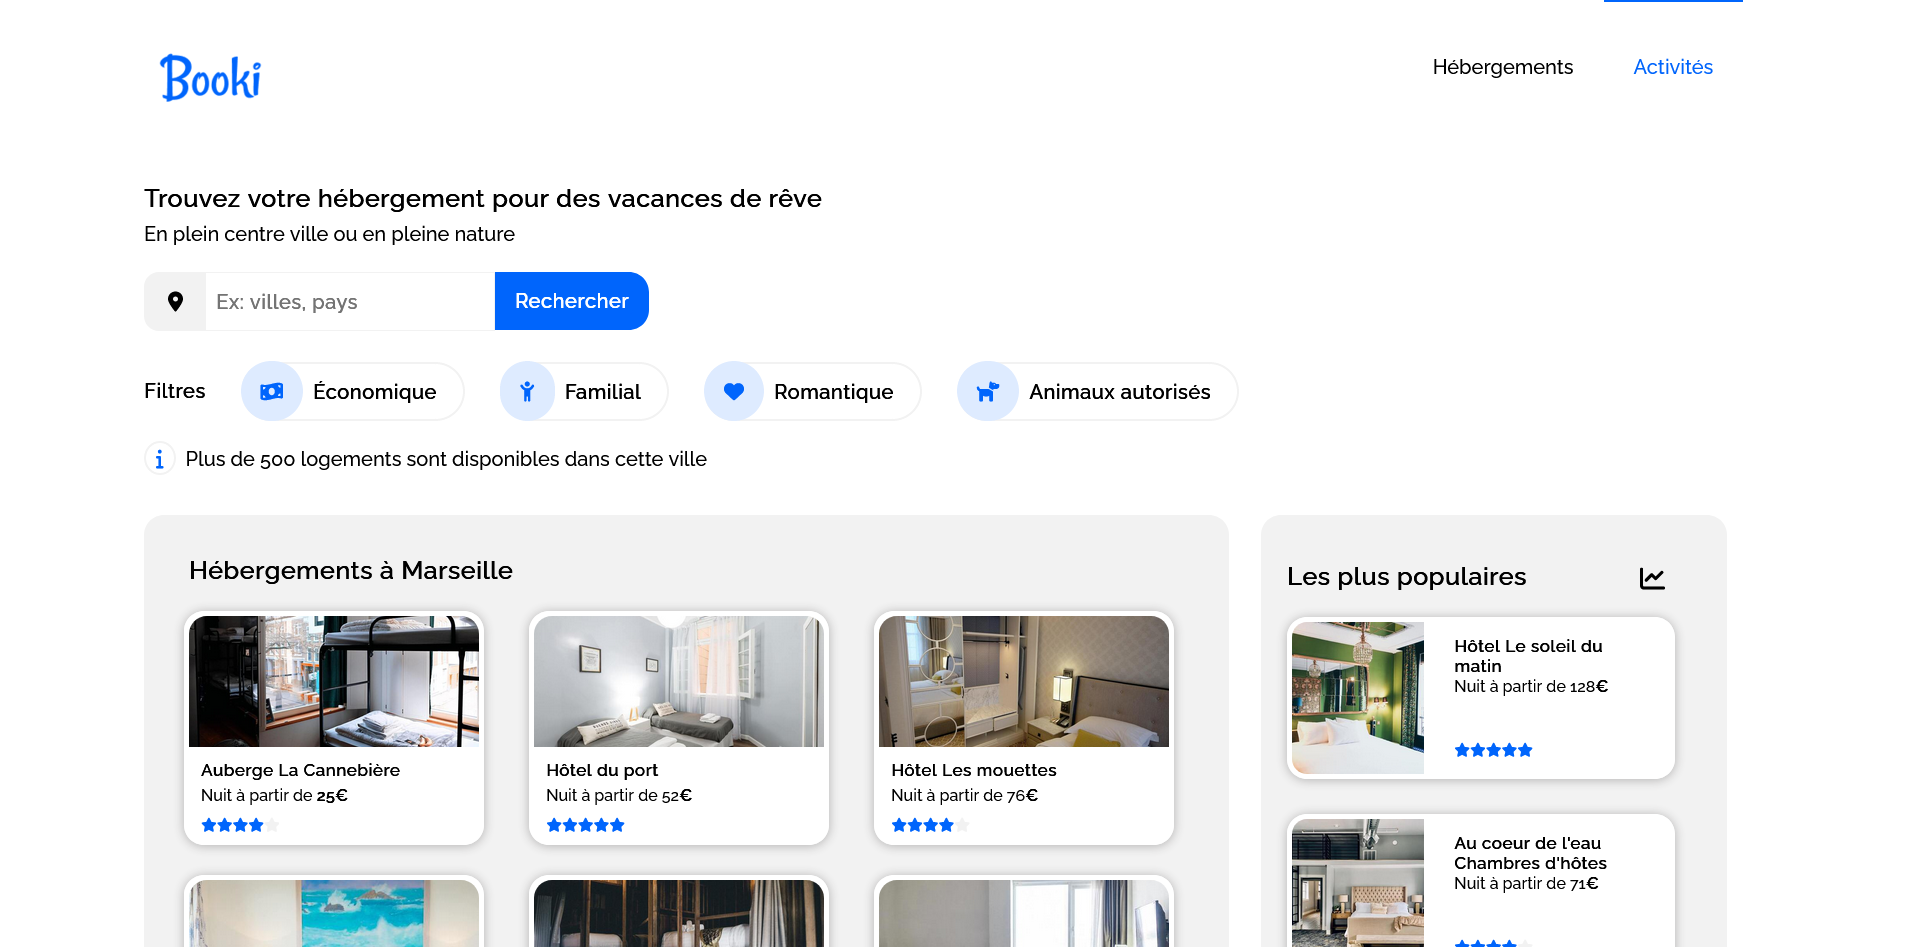 Booki
Hébergements
Activités
Trouvez votre hébergement pour des vacances de rêve
En plein centre ville ou en pleine nature
Ex: villes, pays
Rechercher
Filtres
Économique
Familial
Romantique
Animaux autorisés
Plus de 500 logements sont disponibles dans cette ville
Hébergements à Marseille
Auberge La Cannebière
Nuit à partir de 25€
Hôtel du port
Nuit à partir de 52€
Hôtel Les mouettes
Nuit à partir de 76€
Les plus populaires
Hôtel Le soleil du
matin
Nuit à partir de 128€
Au coeur de l'eau
Chambres d'hôtes
Nuit à partir de 71€